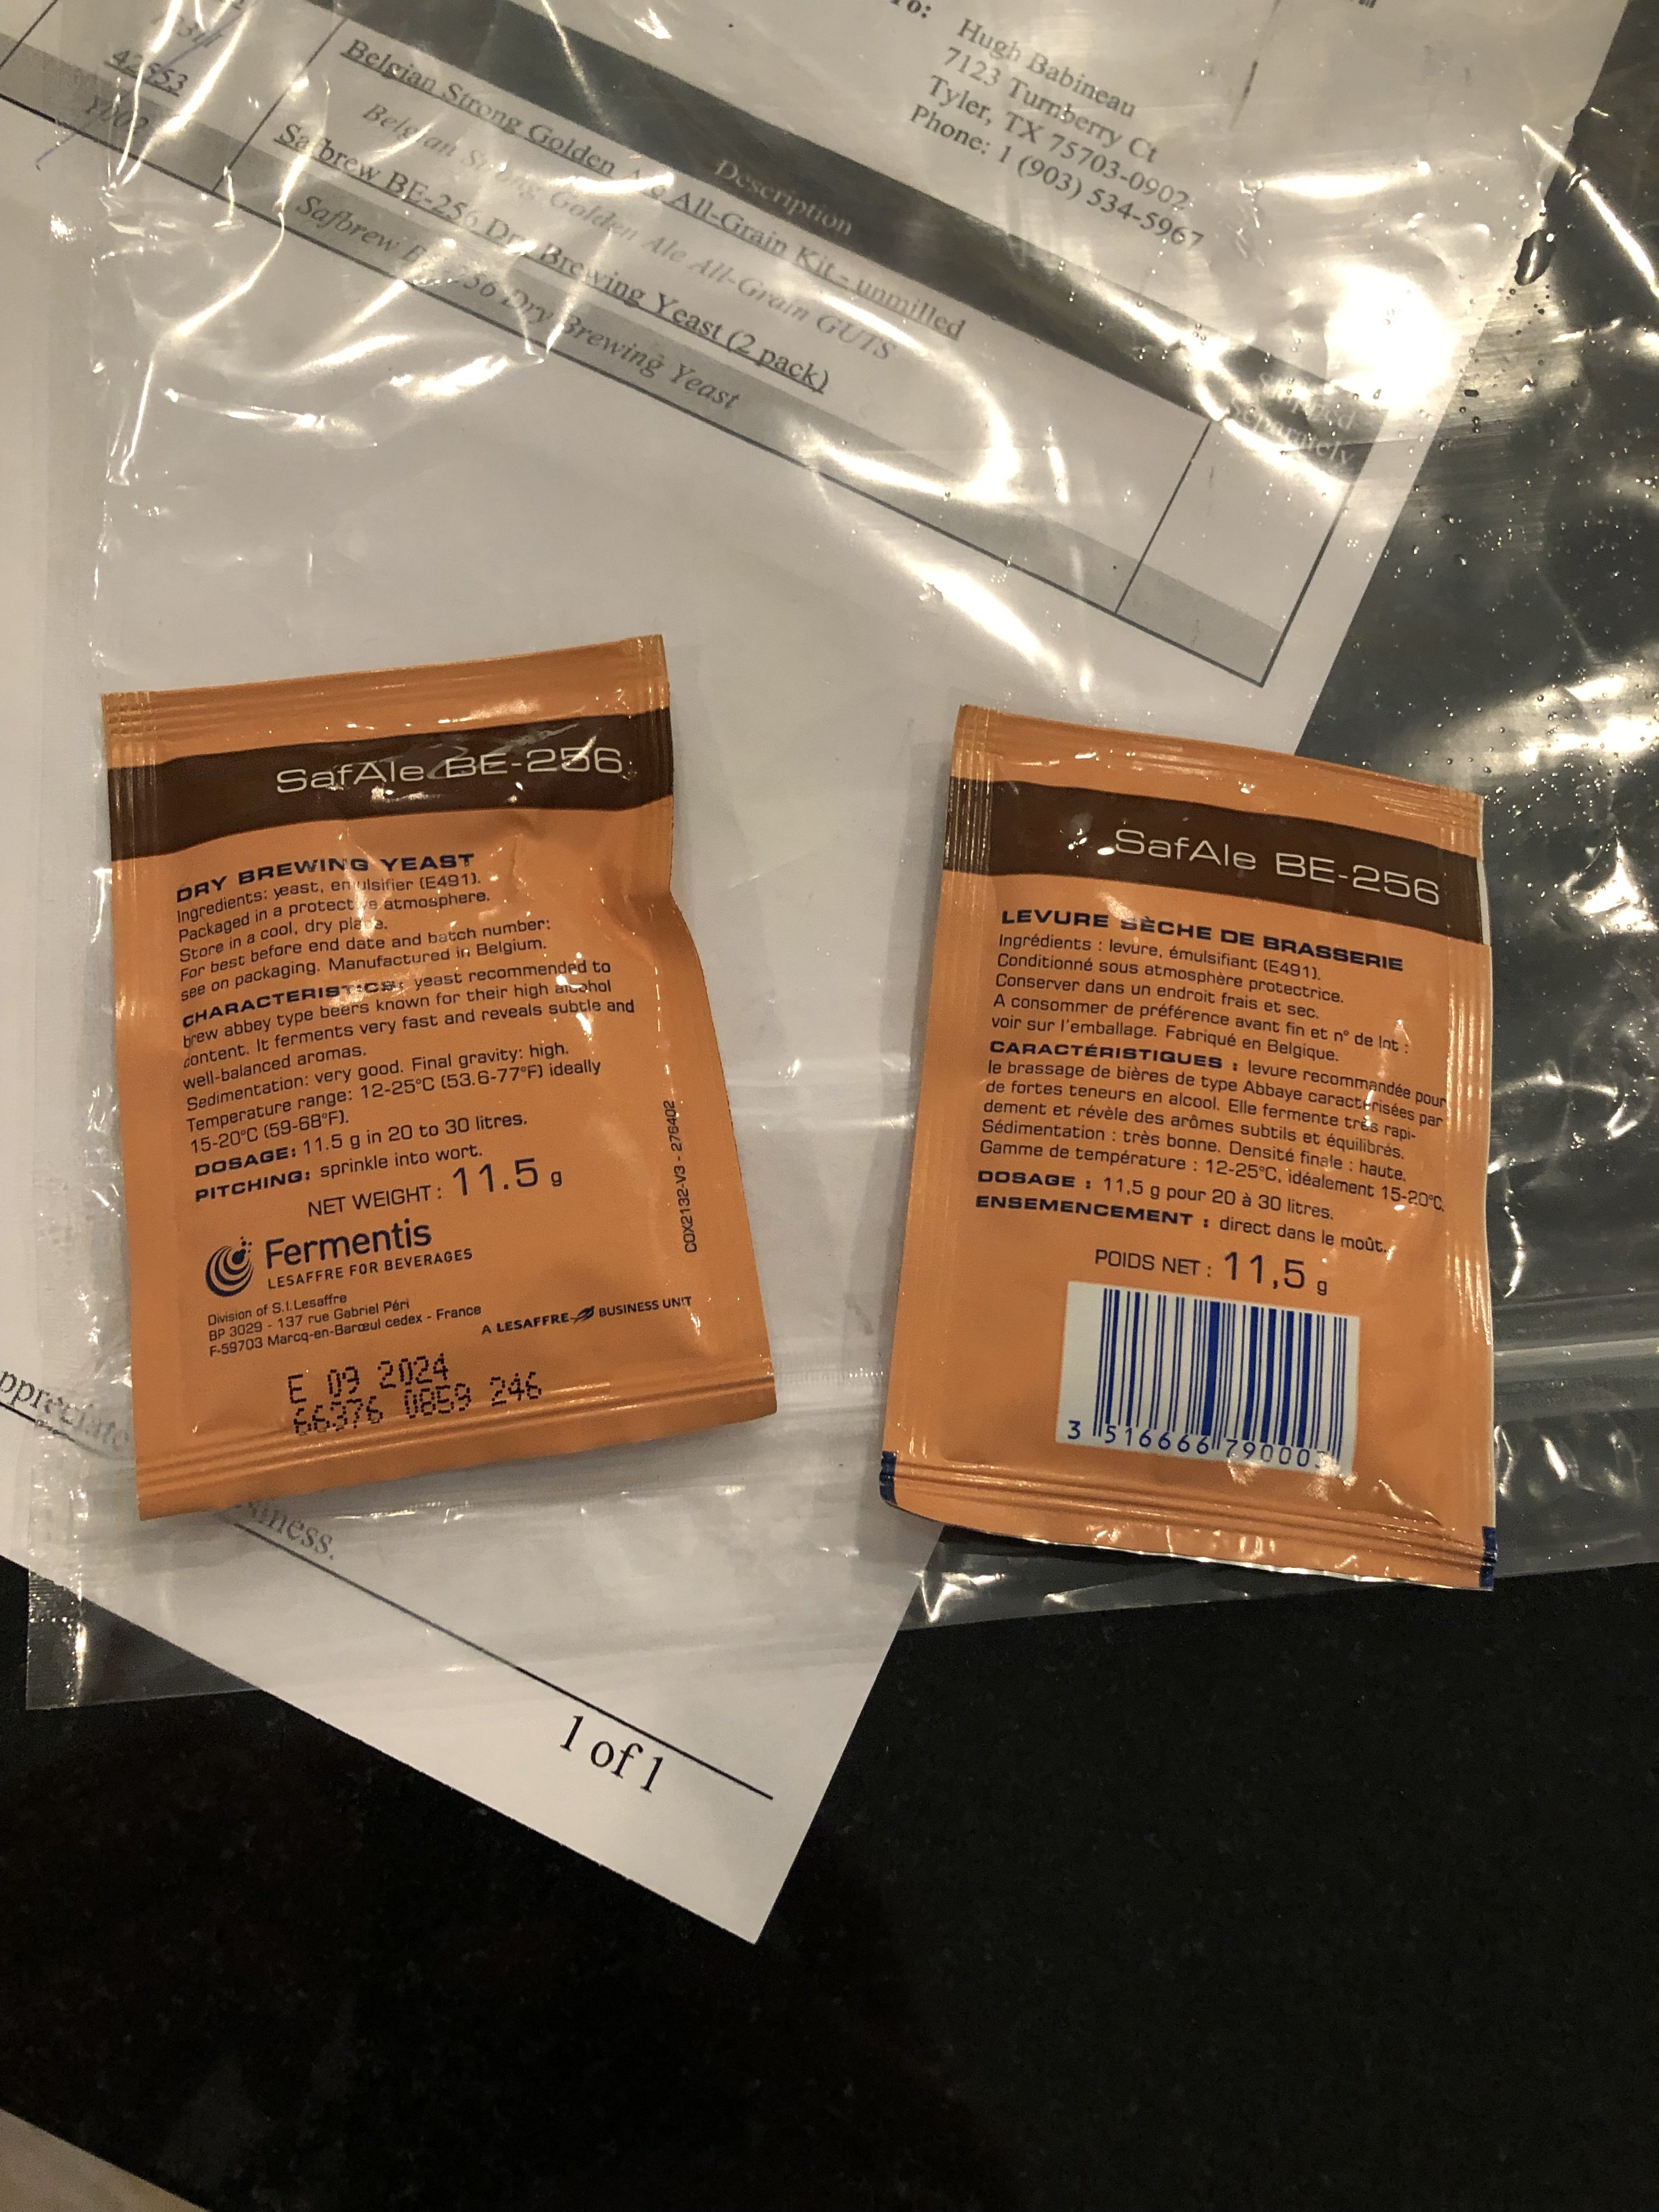 To:
Hugh Babineau
7123 Turnberry Ct
Tyler, TX 75703-0902
Phone: 1 (903) 534-5967
Description
42553
Belgian Strong Golden Ale All-Grain Kit - unmilled
Belgian Strong Golden Ale All-Grain GUTS
Safbrew BE-256 Dry Brewing Yeast (2 pack)
Safbrew BE-256 Dry Brewing Yeast
Separately
SafAle BE-256
DRY BREWING YEAST
Ingredients: yeast, emulsifier (E491).
Packaged in a protective atmosphere.
Store in a cool, dry place.
For best before end date and batch number:
see on packaging. Manufactured in Belgium.
CHARACTERISTICS: yeast recommended to
brew abbey type beers known for their high alcohol
content. It ferments very fast and reveals subtle and
well-balanced aromas.
Sedimentation: very good. Final gravity: high.
Temperature range: 12-25°C (53.6-77°F) ideally
15-20°C (59-68°F).
DOSAGE: 11.5 g in 20 to 30 litres.
PITCHING: sprinkle into wort.
NET WEIGHT : 11.5 g
Fermentis
LESAFFRE FOR BEVERAGES
Division of S.I.Lesaffre
BP 3029 - 137 rue Gabriel Péri
F-59703 Marcq-en-Barœul cedex - France
A LESAFFRE BUSINESS UNIT
COX2132-V3 - 276402
E 09 2024
66376 0859 246
SafAle BE-256
LEVURE SÈCHE DE BRASSERIE
Ingrédients : levure, émulsifiant (E491).
Conditionné sous atmosphère protectrice.
Conserver dans un endroit frais et sec.
A consommer de préférence avant fin et n° de lot :
voir sur l'emballage. Fabriqué en Belgique.
CARACTÉRISTIQUES : levure recommandée pour
le brassage de bières de type Abbaye caractérisées par
de fortes teneurs en alcool. Elle fermente très rapi-
dement et révèle des arômes subtils et équilibrés.
Sédimentation : très bonne. Densité finale : haute.
Gamme de température : 12-25°C, idéalement 15-20°C.
DOSAGE : 11,5 g pour 20 à 30 litres.
ENSEMENCEMENT : direct dans le moût.
POIDS NET : 11,5 g
3 516666 79000
ppreciate
siness.
1 of 1